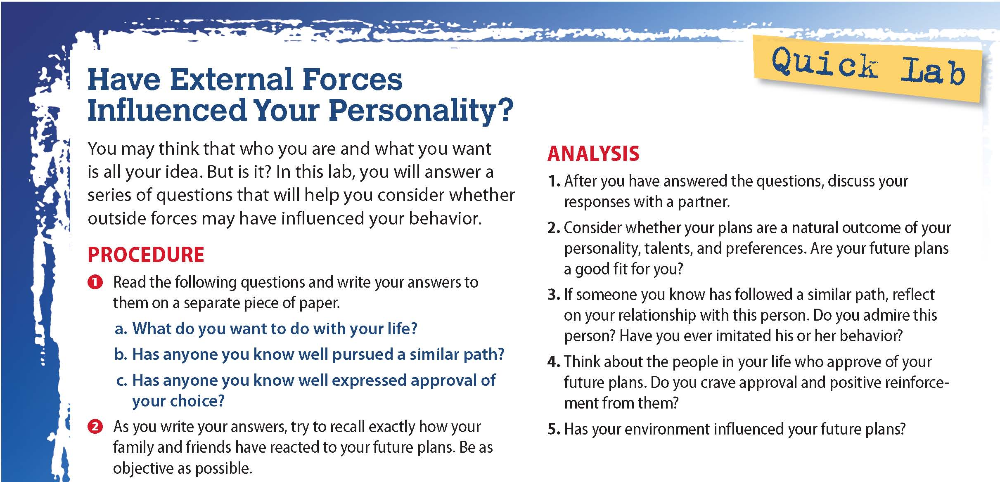 Quick Lab
Have External Forces
Influenced Your Personality?
You may think that who you are and what you want
is all your idea. But is it? In this lab, you will answer a
series of questions that will help you consider whether
outside forces may have influenced your behavior.
PROCEDURE
1 Read the following questions and write your answers to
them on a separate piece of paper.
a. What do you want to do with your life?
b. Has anyone you know well pursued a similar path?
c. Has anyone you know well expressed approval of
your choice?
2 As you write your answers, try to recall exactly how your
family and friends have reacted to your future plans. Be as
objective as possible.
ANALYSIS
1. After you have answered the questions, discuss your
responses with a partner.
2. Consider whether your plans are a natural outcome of your
personality, talents, and preferences. Are your future plans
a good fit for you?
3. If someone you know has followed a similar path, reflect
on your relationship with this person. Do you admire this
person? Have you ever imitated his or her behavior?
4. Think about the people in your life who approve of your
future plans. Do you crave approval and positive reinforce-
ment from them?
5. Has your environment influenced your future plans?